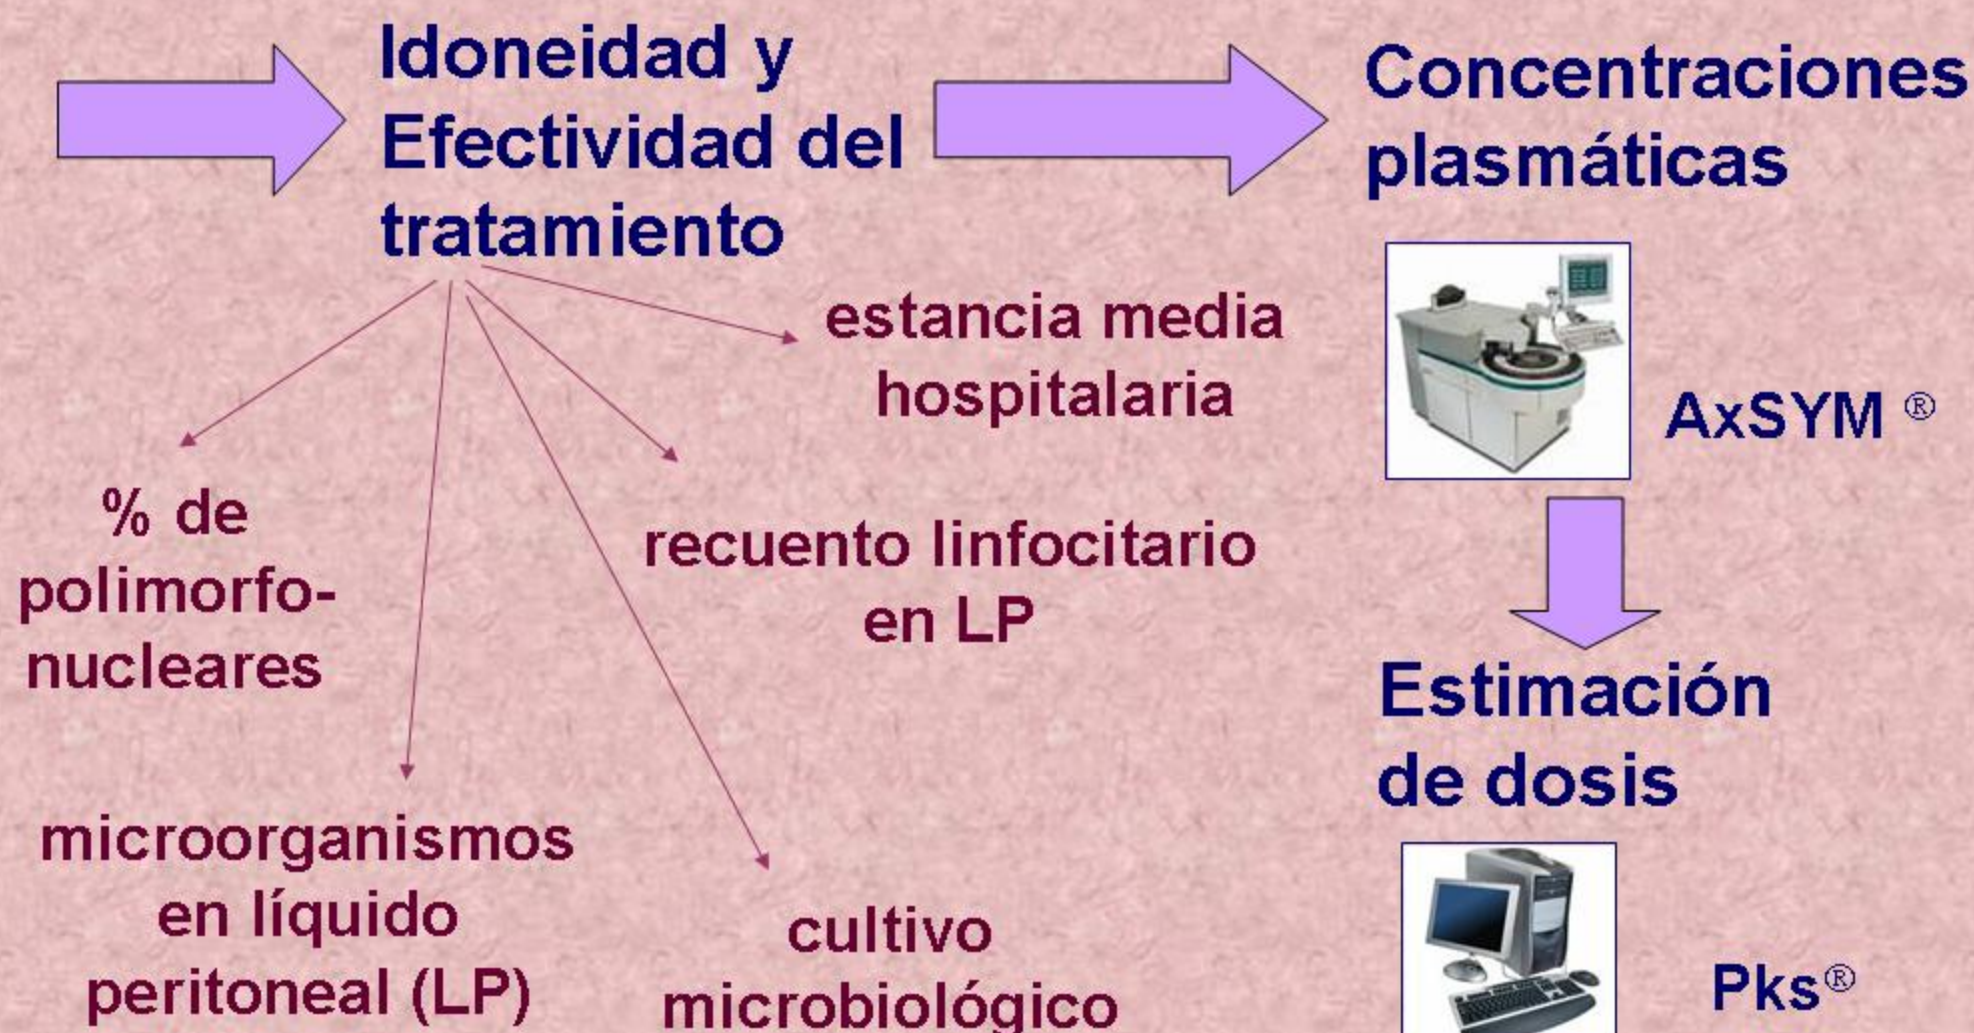 Idoneidad y
Efectividad del
tratamiento
Concentraciones
plasmáticas
estancia media
hospitalaria
AxSYM ®
% de
polimorfo-
nucleares
recuento linfocitario
en LP
Estimación
de dosis
microorganismos
en líquido
peritoneal (LP)
cultivo
microbiológico
Pks®